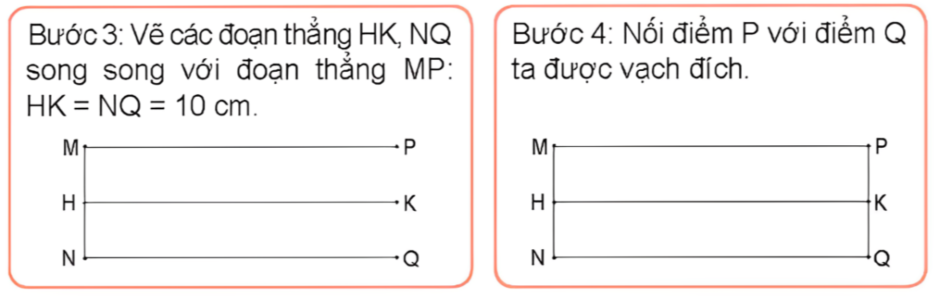 Bước 3: Vẽ các đoạn thẳng HK, NQ
song song với đoạn thẳng MP:
HK = NQ = 10 cm.
M P
H K
N Q
Bước 4: Nối điểm P với điểm Q
ta được vạch đích.
M P
H K
N Q